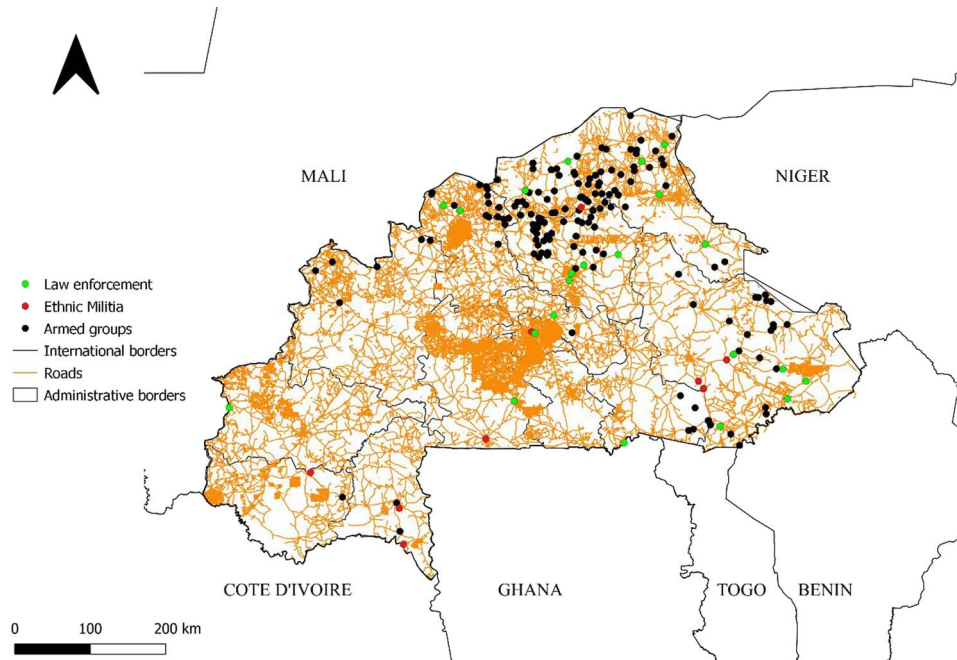 MALI
NIGER
Law enforcement
Ethnic Militia
Armed groups
International borders
Roads
Administrative borders
COTE D'IVOIRE
GHANA
TOGO
BENIN
0 100 200 km